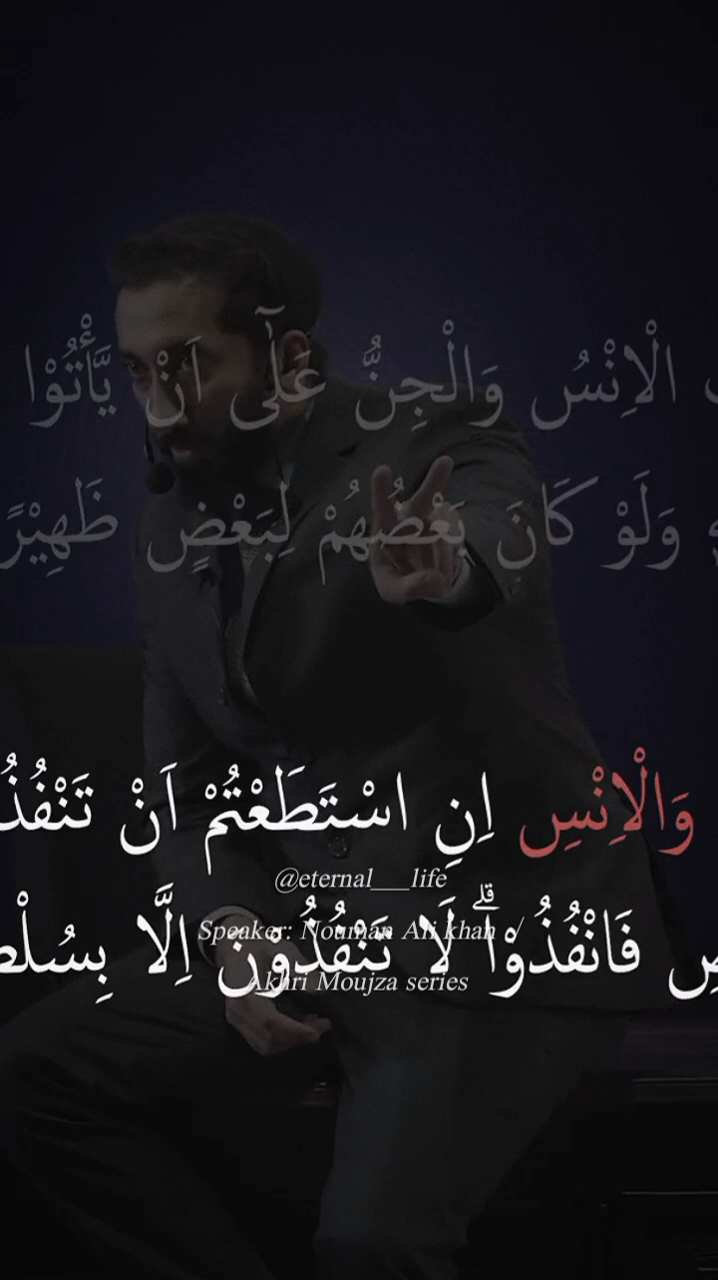 الْاِنْسُ وَالْجِنُّ عَلٰٓى اَنْ يَّاْتُوْا
وَلَوْ كَانَ بَعْضُهُمْ لِبَعْضٍ ظَهِيْرً
وَالْاِنْسِ اِنِ اسْتَطَعْتُمْ اَنْ تَنْفُذُ
@eternal___life
Speaker: Nouman Ali khan /
فَانْفُذُوْاۗ لَا تَنْفُذُوْنَ اِلَّا بِسُلْط
Akhri Moujza series